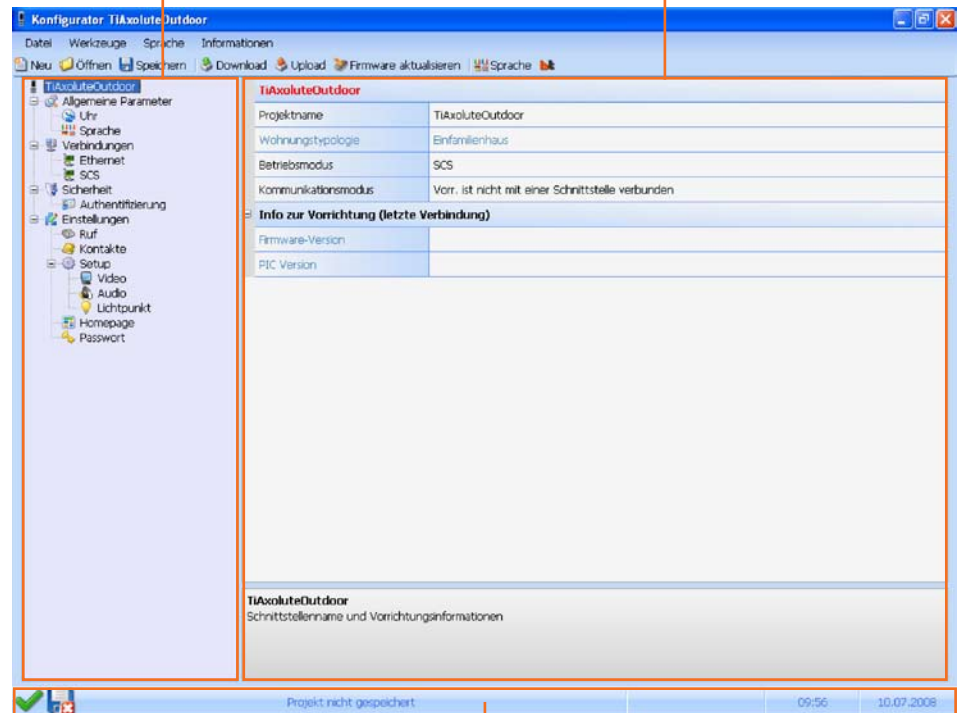 Konfigurator TiAxoluteOutdoor
Datei Werkzeuge Sprache Informationen
Neu Öffnen Speichern Download Upload Firmware aktualisieren Sprache
TiAxoluteOutdoor
Allgemeine Parameter
Uhr
Sprache
Verbindungen
Ethernet
SCS
Sicherheit
Authentifizierung
Einstellungen
Ruf
Kontakte
Setup
Video
Audio
Lichtpunkt
Homepage
Passwort
TiAxoluteOutdoor
Projektname TiAxoluteOutdoor
Wohnungstypologie Einfamilienhaus
Betriebsmodus SCS
Kommunikationsmodus Vorr. ist nicht mit einer Schnittstelle verbunden
Info zur Vorrichtung (letzte Verbindung)
Firmware-Version
PIC Version
TiAxoluteOutdoor
Schnittstellenname und Vorrichtungsinformationen
Projekt nicht gespeichert 09:56 10.07.2008